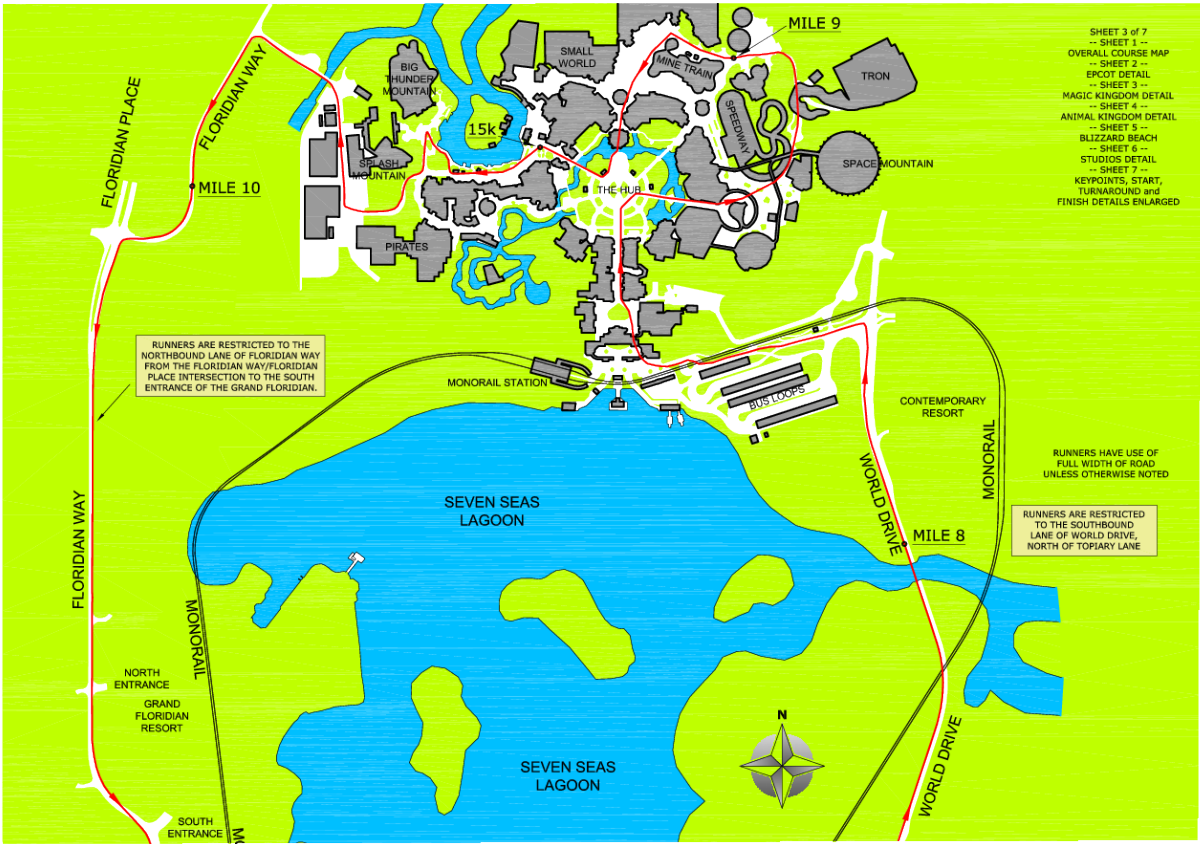 MILE 9
SHEET 3 of 7
-- SHEET 1 --
OVERALL COURSE MAP
-- SHEET 2 --
EPCOT DETAIL
-- SHEET 3 --
MAGIC KINGDOM DETAIL
-- SHEET 4 --
ANIMAL KINGDOM DETAIL
-- SHEET 5 --
BLIZZARD BEACH
-- SHEET 6 --
STUDIOS DETAIL
-- SHEET 7 --
KEYPOINTS, START,
TURNAROUND and
FINISH DETAILS ENLARGED
FLORIDIAN PLACE
FLORIDIAN WAY
BIG
THUNDER
MOUNTAIN
SMALL
WORLD
MINE TRAIN
TRON
SPEEDWAY
15k
SPLASH
MOUNTAIN
SPACE MOUNTAIN
MILE 10
THE HUB
PIRATES
RUNNERS ARE RESTRICTED TO THE
NORTHBOUND LANE OF FLORIDIAN WAY
FROM THE FLORIDIAN WAY/FLORIDIAN
PLACE INTERSECTION TO THE SOUTH
ENTRANCE OF THE GRAND FLORIDIAN.
MONORAIL STATION
BUS LOOPS
CONTEMPORARY
RESORT
MONORAIL
RUNNERS HAVE USE OF
FULL WIDTH OF ROAD
UNLESS OTHERWISE NOTED
FLORIDIAN WAY
SEVEN SEAS
LAGOON
WORLD DRIVE
MILE 8
RUNNERS ARE RESTRICTED
TO THE SOUTHBOUND
LANE OF WORLD DRIVE,
NORTH OF TOPIARY LANE
MONORAIL
NORTH
ENTRANCE
GRAND
FLORIDIAN
RESORT
N
SEVEN SEAS
LAGOON
WORLD DRIVE
SOUTH
ENTRANCE